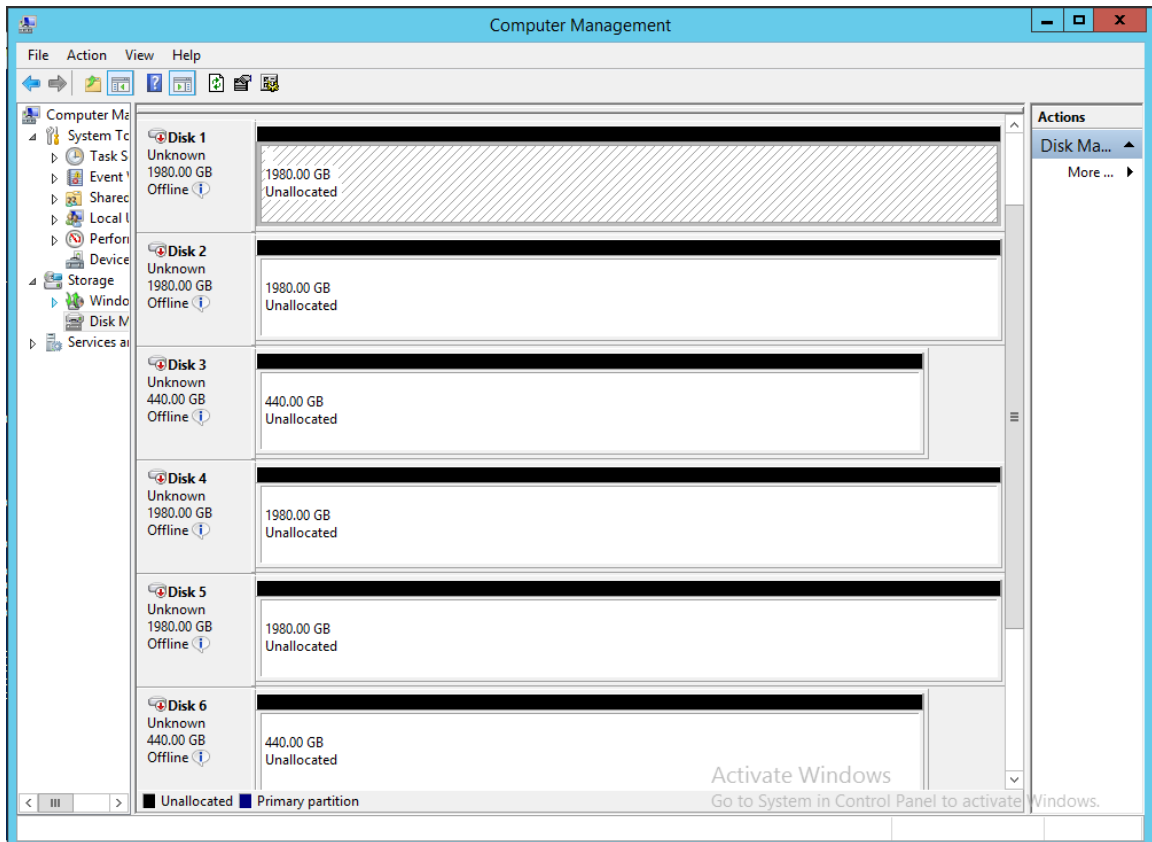 Computer Management
File Action View Help
Computer Ma
System To
Task S
Event
Shared
Local U
Perforn
Device
Storage
Windo
Disk M
Services an
Disk 1
Unknown
1980.00 GB
Offline
1980.00 GB
Unallocated
Disk 2
Unknown
1980.00 GB
Offline
1980.00 GB
Unallocated
Disk 3
Unknown
440.00 GB
Offline
440.00 GB
Unallocated
Disk 4
Unknown
1980.00 GB
Offline
1980.00 GB
Unallocated
Disk 5
Unknown
1980.00 GB
Offline
1980.00 GB
Unallocated
Disk 6
Unknown
440.00 GB
Offline
440.00 GB
Unallocated
Unallocated Primary partition
Actions
Disk Ma...
More ...
Activate Windows
Go to System in Control Panel to activate Windows.